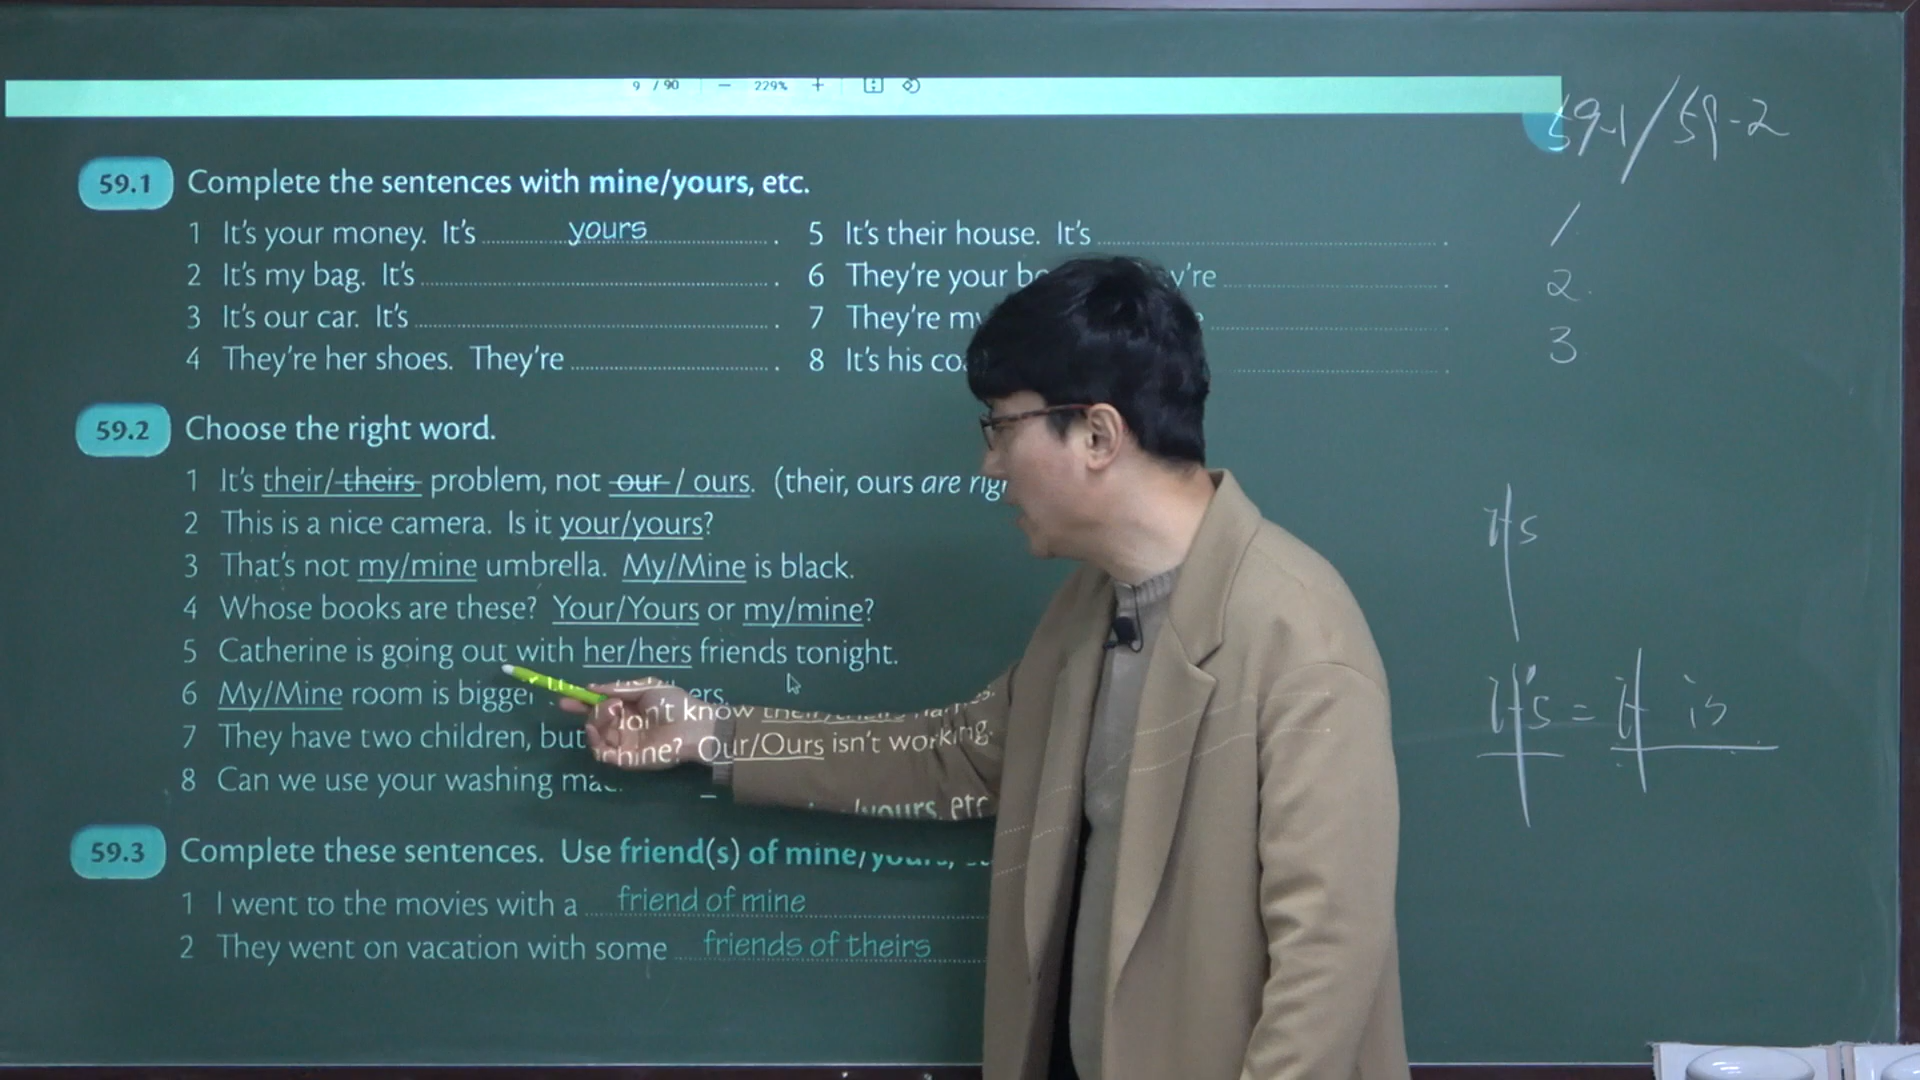 9 / 90 − 229% +
59-1/59-2
59.1 Complete the sentences with mine/yours, etc.
1 It's your money. It's yours .
2 It's my bag. It's .
3 It's our car. It's .
4 They're her shoes. They're .
5 It's their house. It's .
6 They're your
7 They're my
8 It's his
59.2 Choose the right word.
1 It's their/theirs problem, not our / ours. (their, ours are
2 This is a nice camera. Is it your/yours?
3 That's not my/mine umbrella. My/Mine is black.
4 Whose books are these? Your/Yours or my/mine?
5 Catherine is going out with her/hers friends tonight.
6 My/Mine room is bigger
7 They have two children, but don't know their/theirs
8 Can we use your washing Our/Ours isn't working.
59.3 Complete these sentences. Use friend(s) of mine/yours,
1 I went to the movies with a friend of mine
2 They went on vacation with some friends of theirs
1.
2.
3
Its
It's = It is